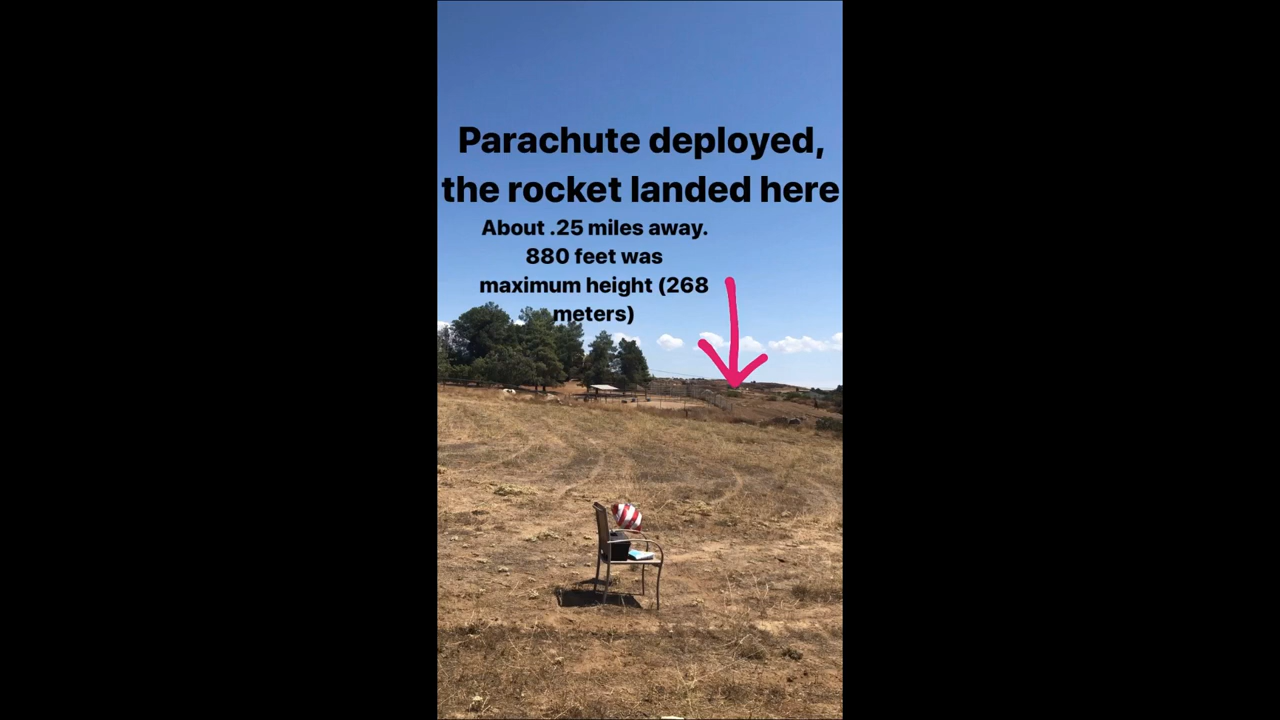 Parachute deployed,
the rocket landed here
About .25 miles away.
880 feet was
maximum height (268
meters)